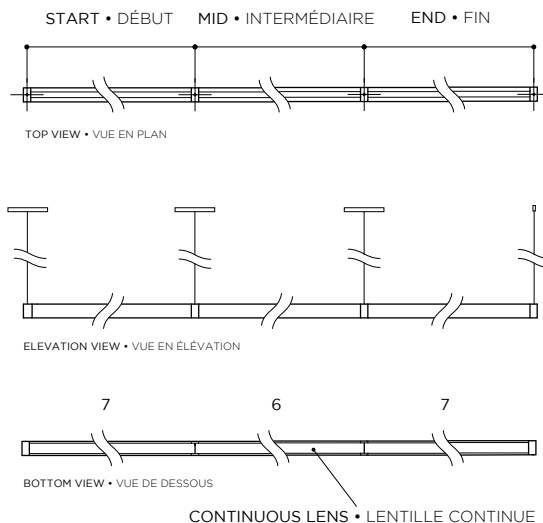 START • DÉBUT MID • INTERMÉDIAIRE END • FIN
TOP VIEW • VUE EN PLAN
ELEVATION VIEW • VUE EN ÉLÉVATION
7 6 7
BOTTOM VIEW • VUE DE DESSOUS
CONTINUOUS LENS • LENTILLE CONTINUE